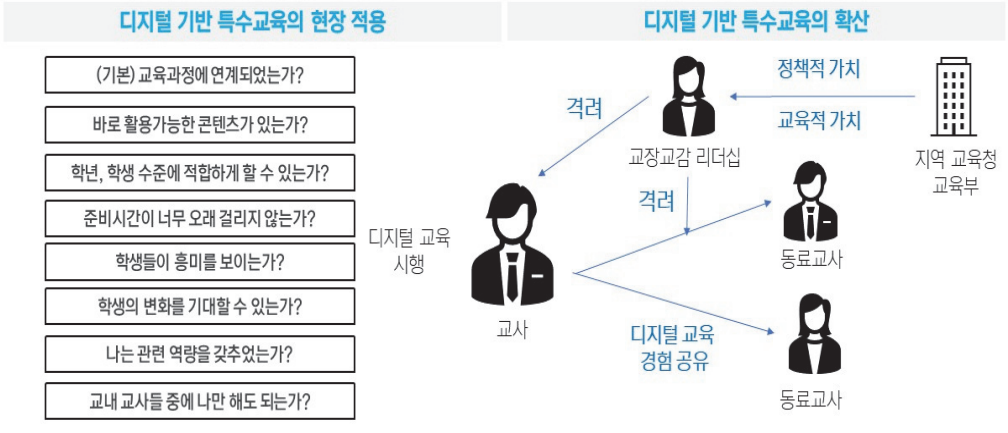 디지털 기반 특수교육의 현장 적용
(기본) 교육과정에 연계되었는가?
바로 활용가능한 콘텐츠가 있는가?
학년, 학생 수준에 적합하게 할 수 있는가?
준비시간이 너무 오래 걸리지 않는가?
학생들이 흥미를 보이는가?
학생의 변화를 기대할 수 있는가?
나는 관련 역량을 갖추었는가?
교내 교사들 중에 나만 해도 되는가?
디지털 교육
시행
디지털 기반 특수교육의 확산
정책적 가치
교육적 가치
지역 교육청
교육부
격려
교장교감 리더십
격려
교사
동료교사
디지털 교육
경험 공유
동료교사